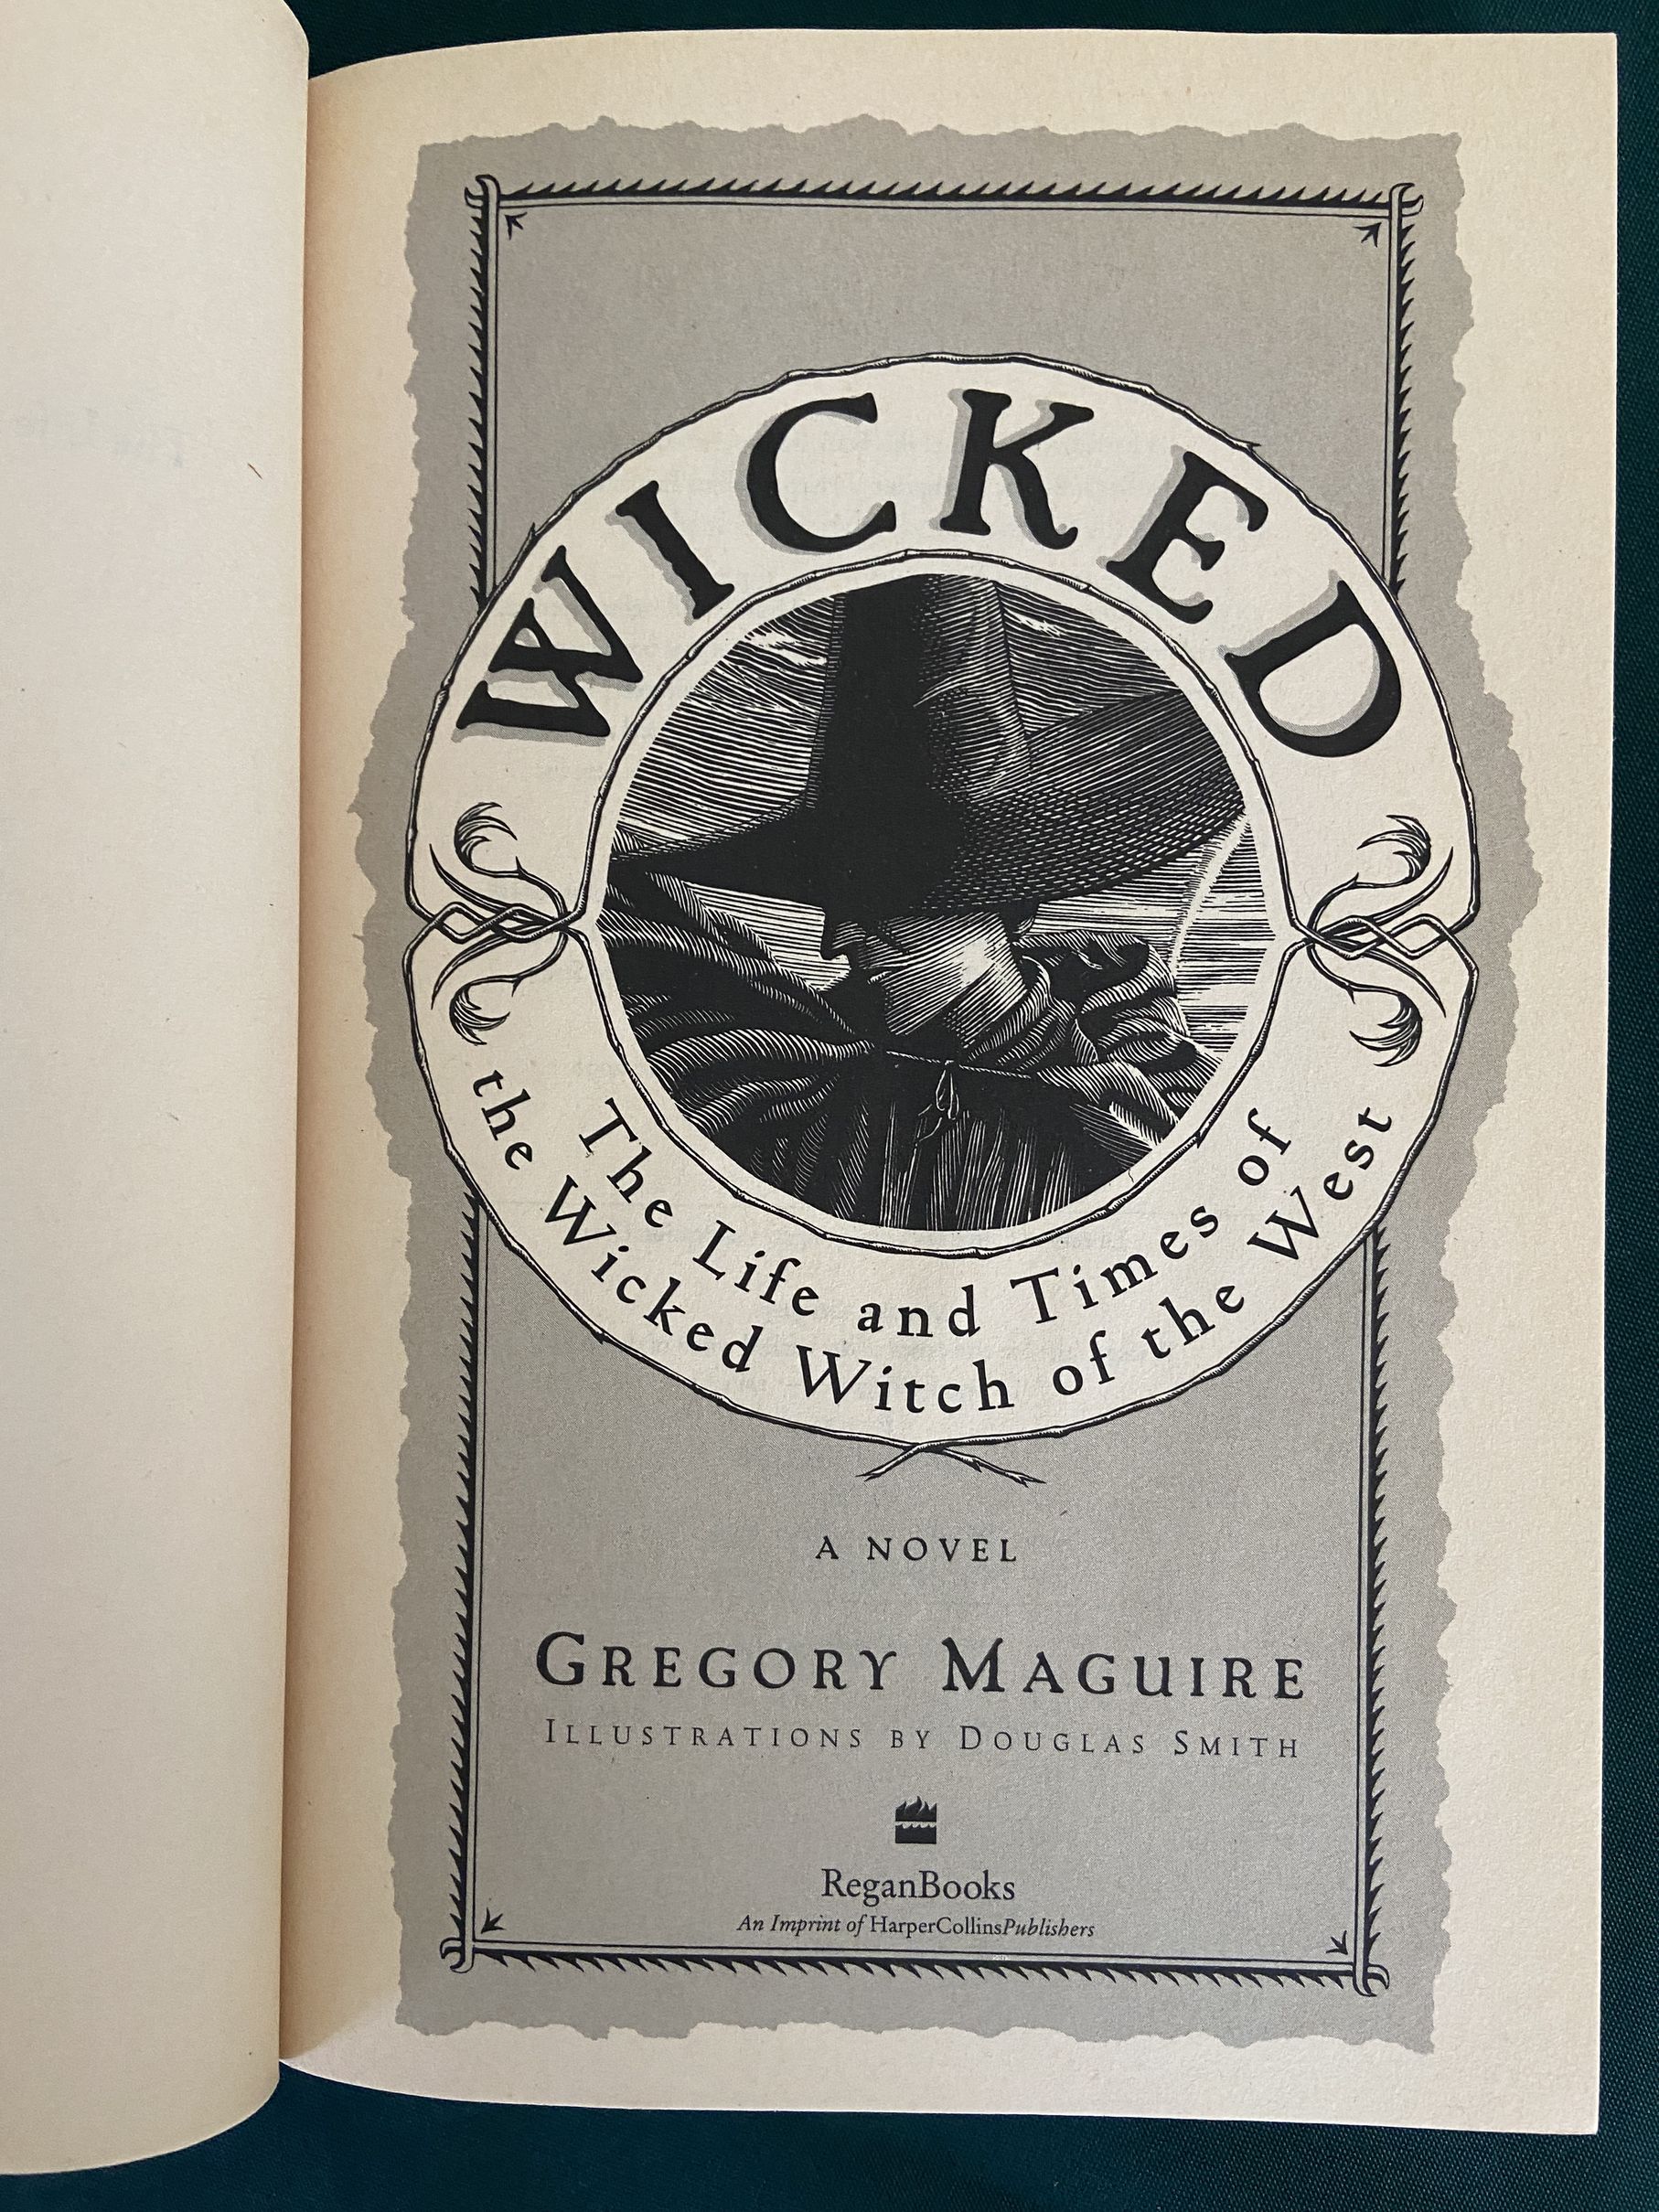 WICKED
The Life and Times of
the Wicked Witch of the West
A NOVEL
GREGORY MAGUIRE
ILLUSTRATIONS BY DOUGLAS SMITH
ReganBooks
An Imprint of HarperCollinsPublishers